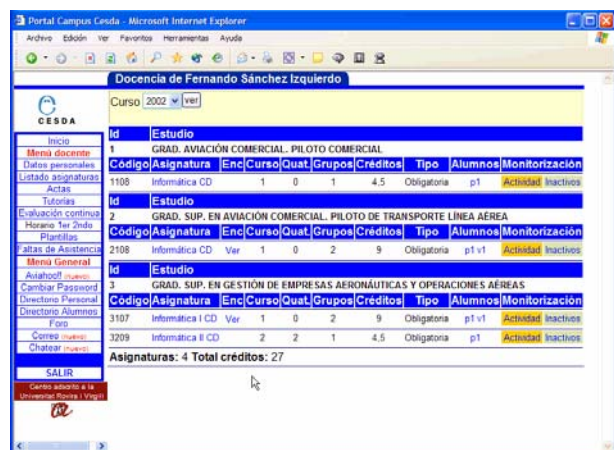 Portal Campus Cesda - Microsoft Internet Explorer
Archivo Edición Ver Favoritos Herramientas Ayuda
Docencia de Fernando Sánchez Izquierdo
Curso 2002 ver
CESDA
Inicio
Menú docente
Datos personales
Listado asignaturas
Actas
Tutorías
Evaluación continua
Horario 1er 2ndo
Plantillas
Faltas de Asistencia
Menú General
Aviahoo!! (nuevo)
Cambiar Password
Directorio Personal
Directorio Alumnos
Foro
Correo (nuevo)
Chatear (nuevo)
SALIR
Centro adscrito a la
Universitat Rovira i Virgili
Id Estudio
1 GRAD. AVIACIÓN COMERCIAL. PILOTO COMERCIAL
Código Asignatura Enc Curso Quat. Grupos Créditos Tipo Alumnos Monitorización
1108 Informática CD 1 0 1 4,5 Obligatoria p1 Actividad Inactivos
Id Estudio
2 GRAD. SUP. EN AVIACIÓN COMERCIAL. PILOTO DE TRANSPORTE LÍNEA AÉREA
Código Asignatura Enc Curso Quat. Grupos Créditos Tipo Alumnos Monitorización
2108 Informática CD Ver 1 0 2 9 Obligatoria p1 v1 Actividad Inactivos
Id Estudio
3 GRAD. SUP. EN GESTIÓN DE EMPRESAS AERONÁUTICAS Y OPERACIONES AÉREAS
Código Asignatura Enc Curso Quat. Grupos Créditos Tipo Alumnos Monitorización
3107 Informática I CD Ver 1 0 2 9 Obligatoria p1 v1 Actividad Inactivos
3209 Informática II CD 2 2 1 4,5 Obligatoria p1 Actividad Inactivos
Asignaturas: 4 Total créditos: 27